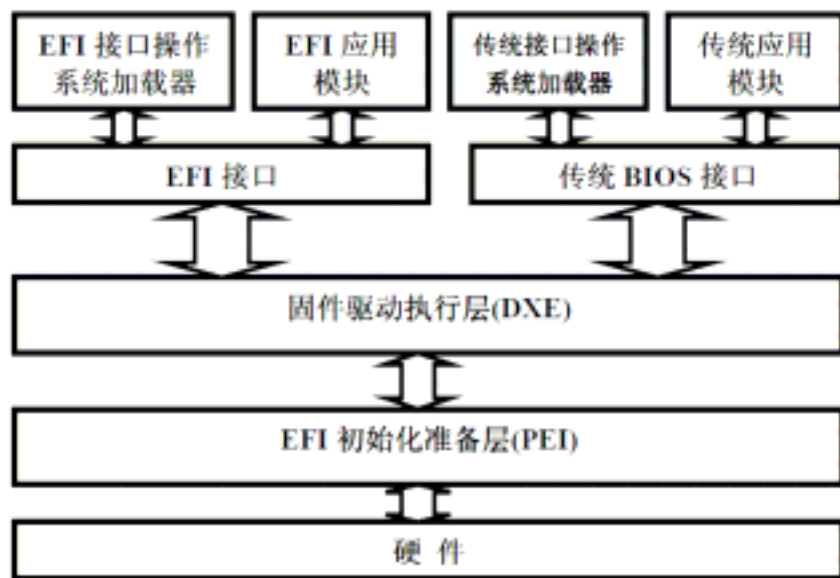 EFI 接口操作
系统加载器
EFI 应用
模块
传统接口操作
系统加载器
传统应用
模块
EFI 接口
传统 BIOS 接口
固件驱动执行层(DXE)
EFI 初始化准备层(PEI)
硬 件